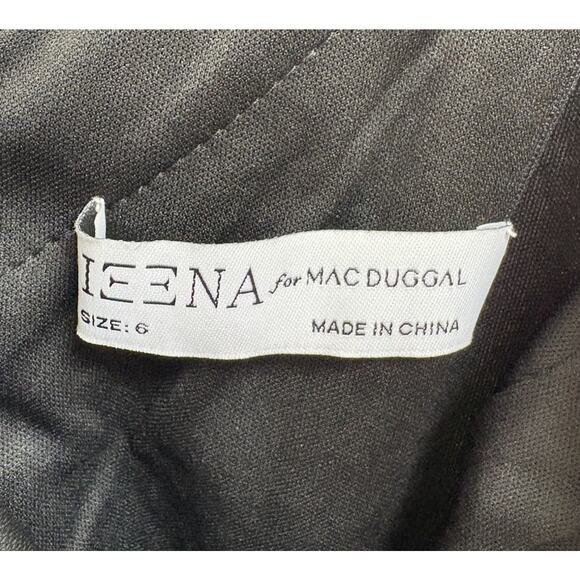 IEENA for MAC DUGGAL
SIZE: 6 MADE IN CHINA